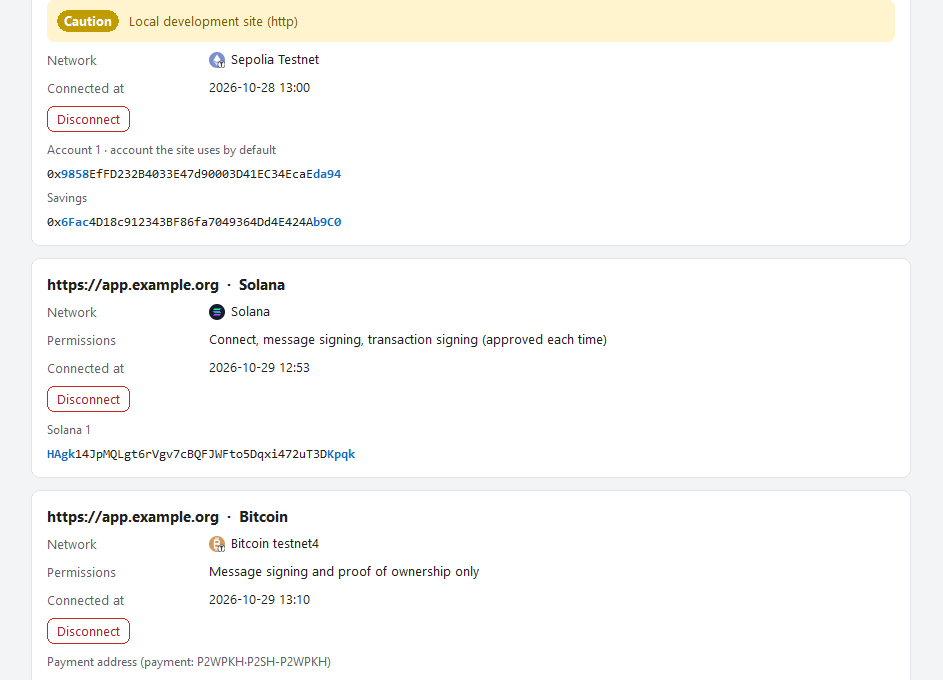 Caution Local development site (http)
Network Sepolia Testnet
Connected at 2026-10-28 13:00
Disconnect
Account 1 · account the site uses by default
0x9858EfFD232B4033E47d90003D41EC34EcaEda94
Savings
0x6Fac4D18c912343BF86fa7049364Dd4E424Ab9C0
https://app.example.org · Solana
Network Solana
Permissions Connect, message signing, transaction signing (approved each time)
Connected at 2026-10-29 12:53
Disconnect
Solana 1
HAgk14JpMQLgt6rVgv7cBQFJWFto5Dqxi472uT3DKpqk
https://app.example.org · Bitcoin
Network Bitcoin testnet4
Permissions Message signing and proof of ownership only
Connected at 2026-10-29 13:10
Disconnect
Payment address (payment: P2WPKH·P2SH-P2WPKH)